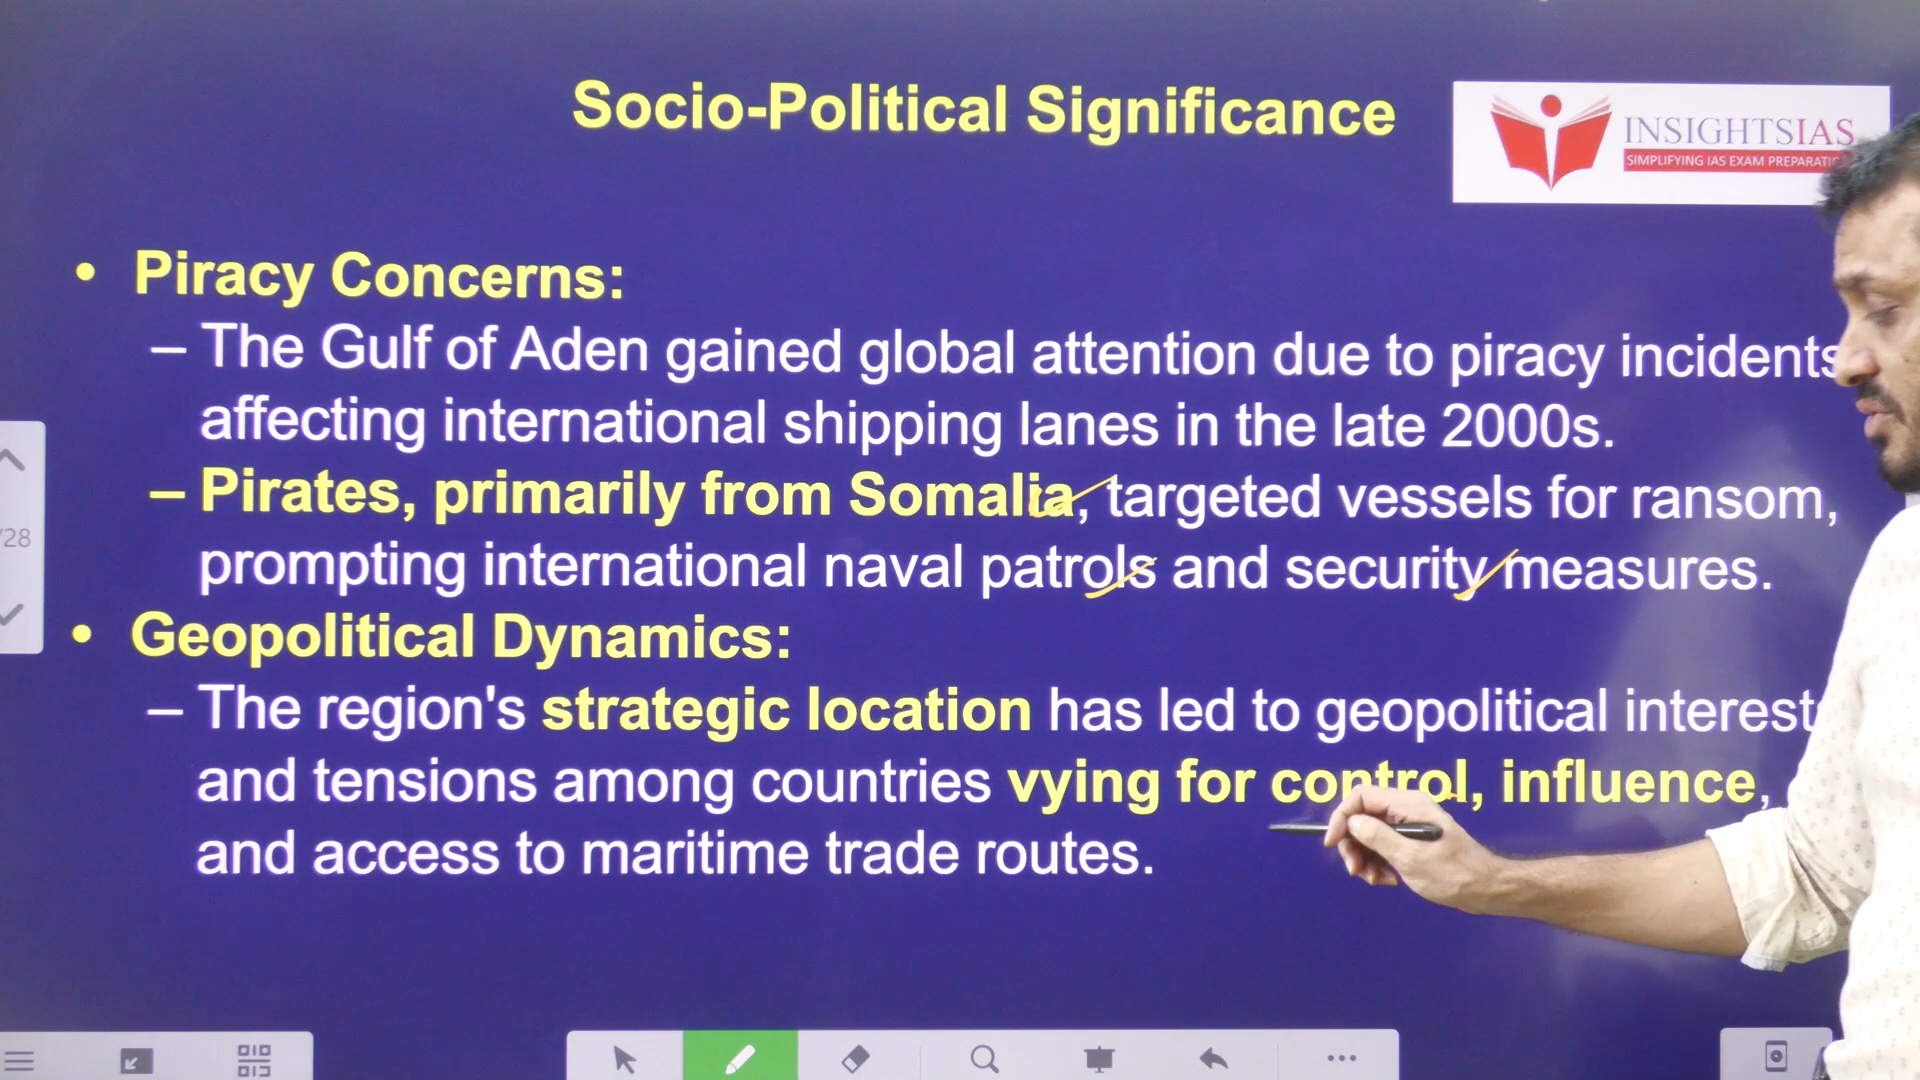 Socio-Political Significance
INSIGHTSIAS
SIMPLIFYING IAS EXAM
• Piracy Concerns:
– The Gulf of Aden gained global attention due to piracy incidents
affecting international shipping lanes in the late 2000s.
– Pirates, primarily from Somalia, targeted vessels for ransom,
prompting international naval patrols and security measures.
• Geopolitical Dynamics:
– The region's strategic location has led to geopolitical
and tensions among countries vying for control, influence,
and access to maritime trade routes.
/28